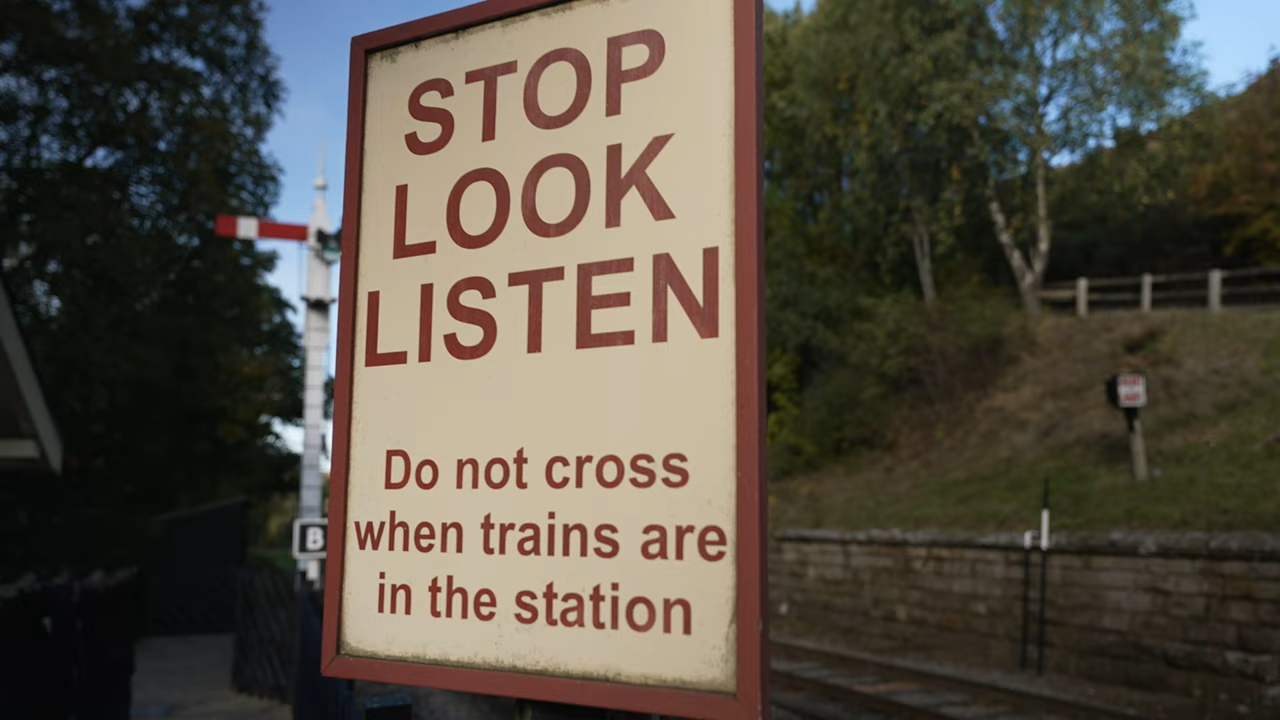 STOP
LOOK
LISTEN
Do not cross
when trains are
in the station
B